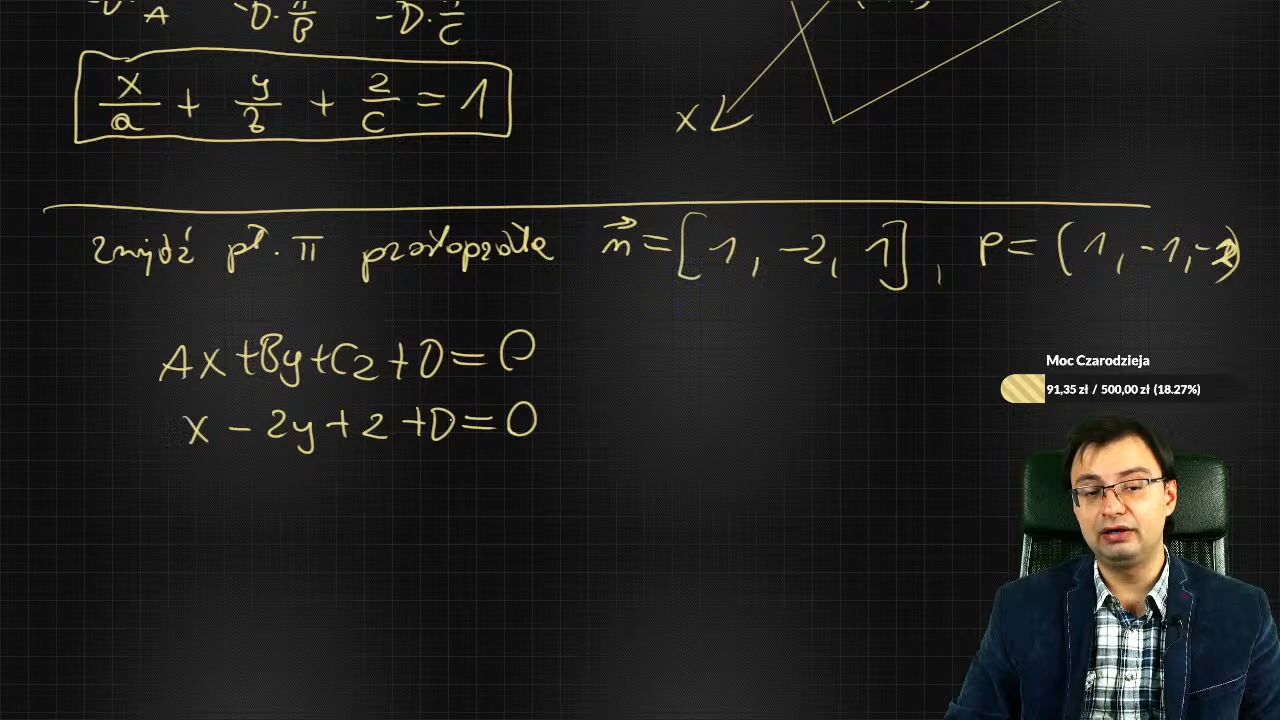 -D · A -D · π/B -D · π/C
x/a + y/b + z/c = 1
x
znajdź pł. π prostopadłą n⃗ = [1, -2, 1], P = (1, -1, -2)
Ax + By + Cz + D = 0
x - 2y + z + D = 0
Moc Czarodzieja
91,35 zł / 500,00 zł (18.27%)